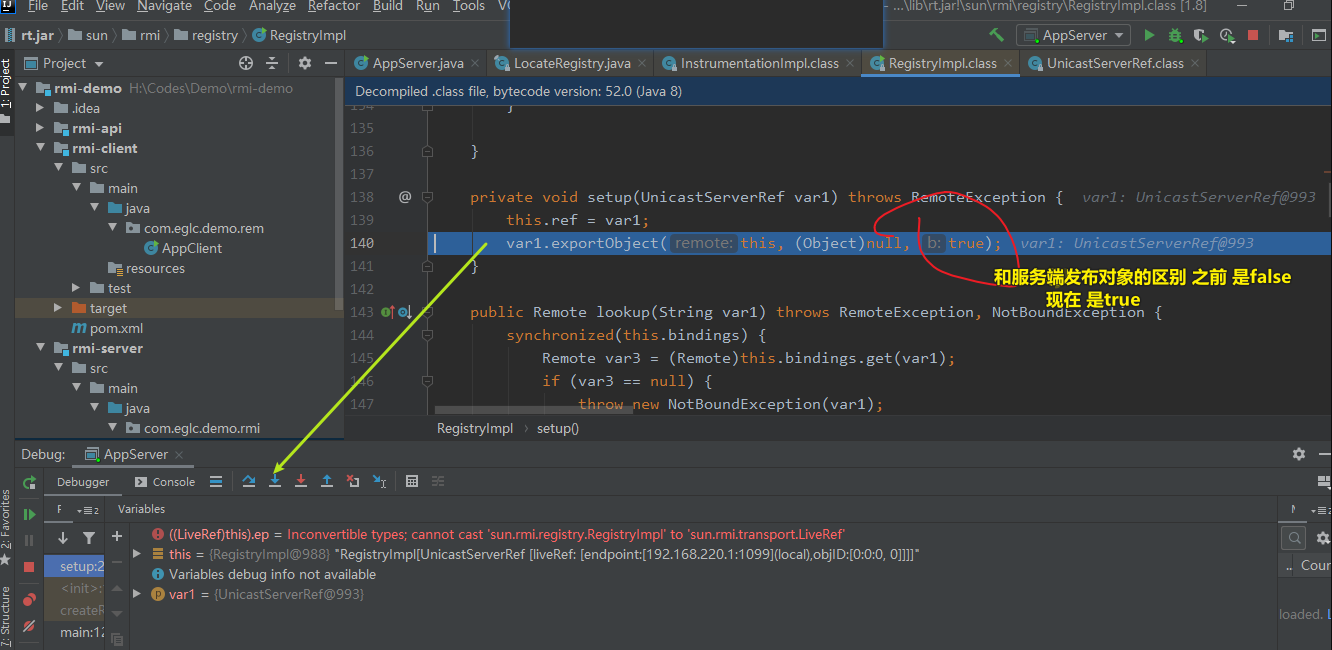 File Edit View Navigate Code Analyze Refactor Build Run Tools
- ...\lib\rt.jar!\sun\rmi\registry\RegistryImpl.class [1.8]
rt.jar sun rmi registry RegistryImpl
AppServer
1: Project
Project
AppServer.java LocateRegistry.java InstrumentationImpl.class RegistryImpl.class UnicastServerRef.class
rmi-demo H:\Codes\Demo\rmi-demo
.idea
rmi-api
rmi-client
src
main
java
com.eglc.demo.rem
AppClient
resources
test
target
pom.xml
rmi-server
src
main
java
com.eglc.demo.rmi
Decompiled .class file, bytecode version: 52.0 (Java 8)
134 }
135
136 }
137
138 @ private void setup(UnicastServerRef var1) throws RemoteException { var1: UnicastServerRef@993
139 this.ref = var1;
140 var1.exportObject( remote: this, (Object)null, b: true); var1: UnicastServerRef@993
141 }
和服务端发布对象的区别 之前 是false
现在 是true
142
143 public Remote lookup(String var1) throws RemoteException, NotBoundException {
144 synchronized(this.bindings) {
145 Remote var3 = (Remote)this.bindings.get(var1);
146 if (var3 == null) {
147 throw new NotBoundException(var1);
RegistryImpl › setup()
Debug: AppServer
Debugger Console
Variables
setup:2
<init>:
createR
main:12
((LiveRef)this).ep = Inconvertible types; cannot cast 'sun.rmi.registry.RegistryImpl' to 'sun.rmi.transport.LiveRef'
this = {RegistryImpl@988} "RegistryImpl[UnicastServerRef [liveRef: [endpoint:[192.168.220.1:1099](local),objID:[0:0:0, 0]]]]"
Variables debug info not available
var1 = {UnicastServerRef@993}
.. Cour
loaded. L
2: Favorites
7: Structure